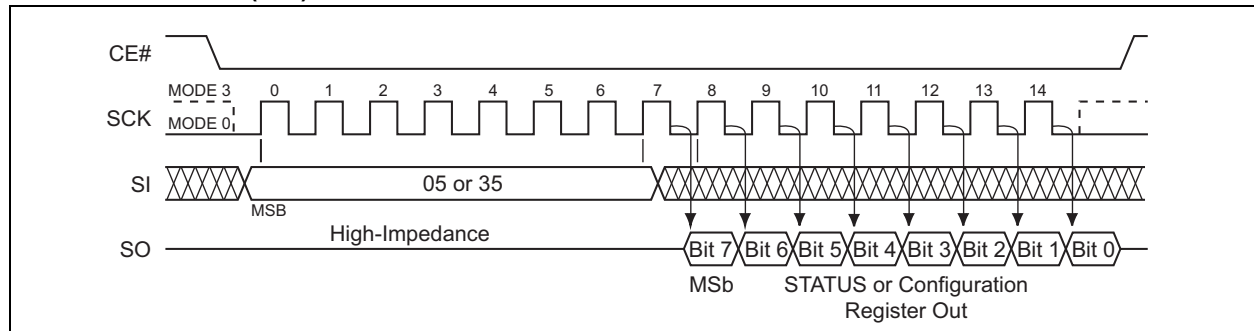 CE#
MODE 3 0 1 2 3 4 5 6 7 8 9 10 11 12 13 14
SCK
MODE 0
SI 05 or 35
MSB
High-Impedance
SO Bit 7 Bit 6 Bit 5 Bit 4 Bit 3 Bit 2 Bit 1 Bit 0
MSb STATUS or Configuration
Register Out